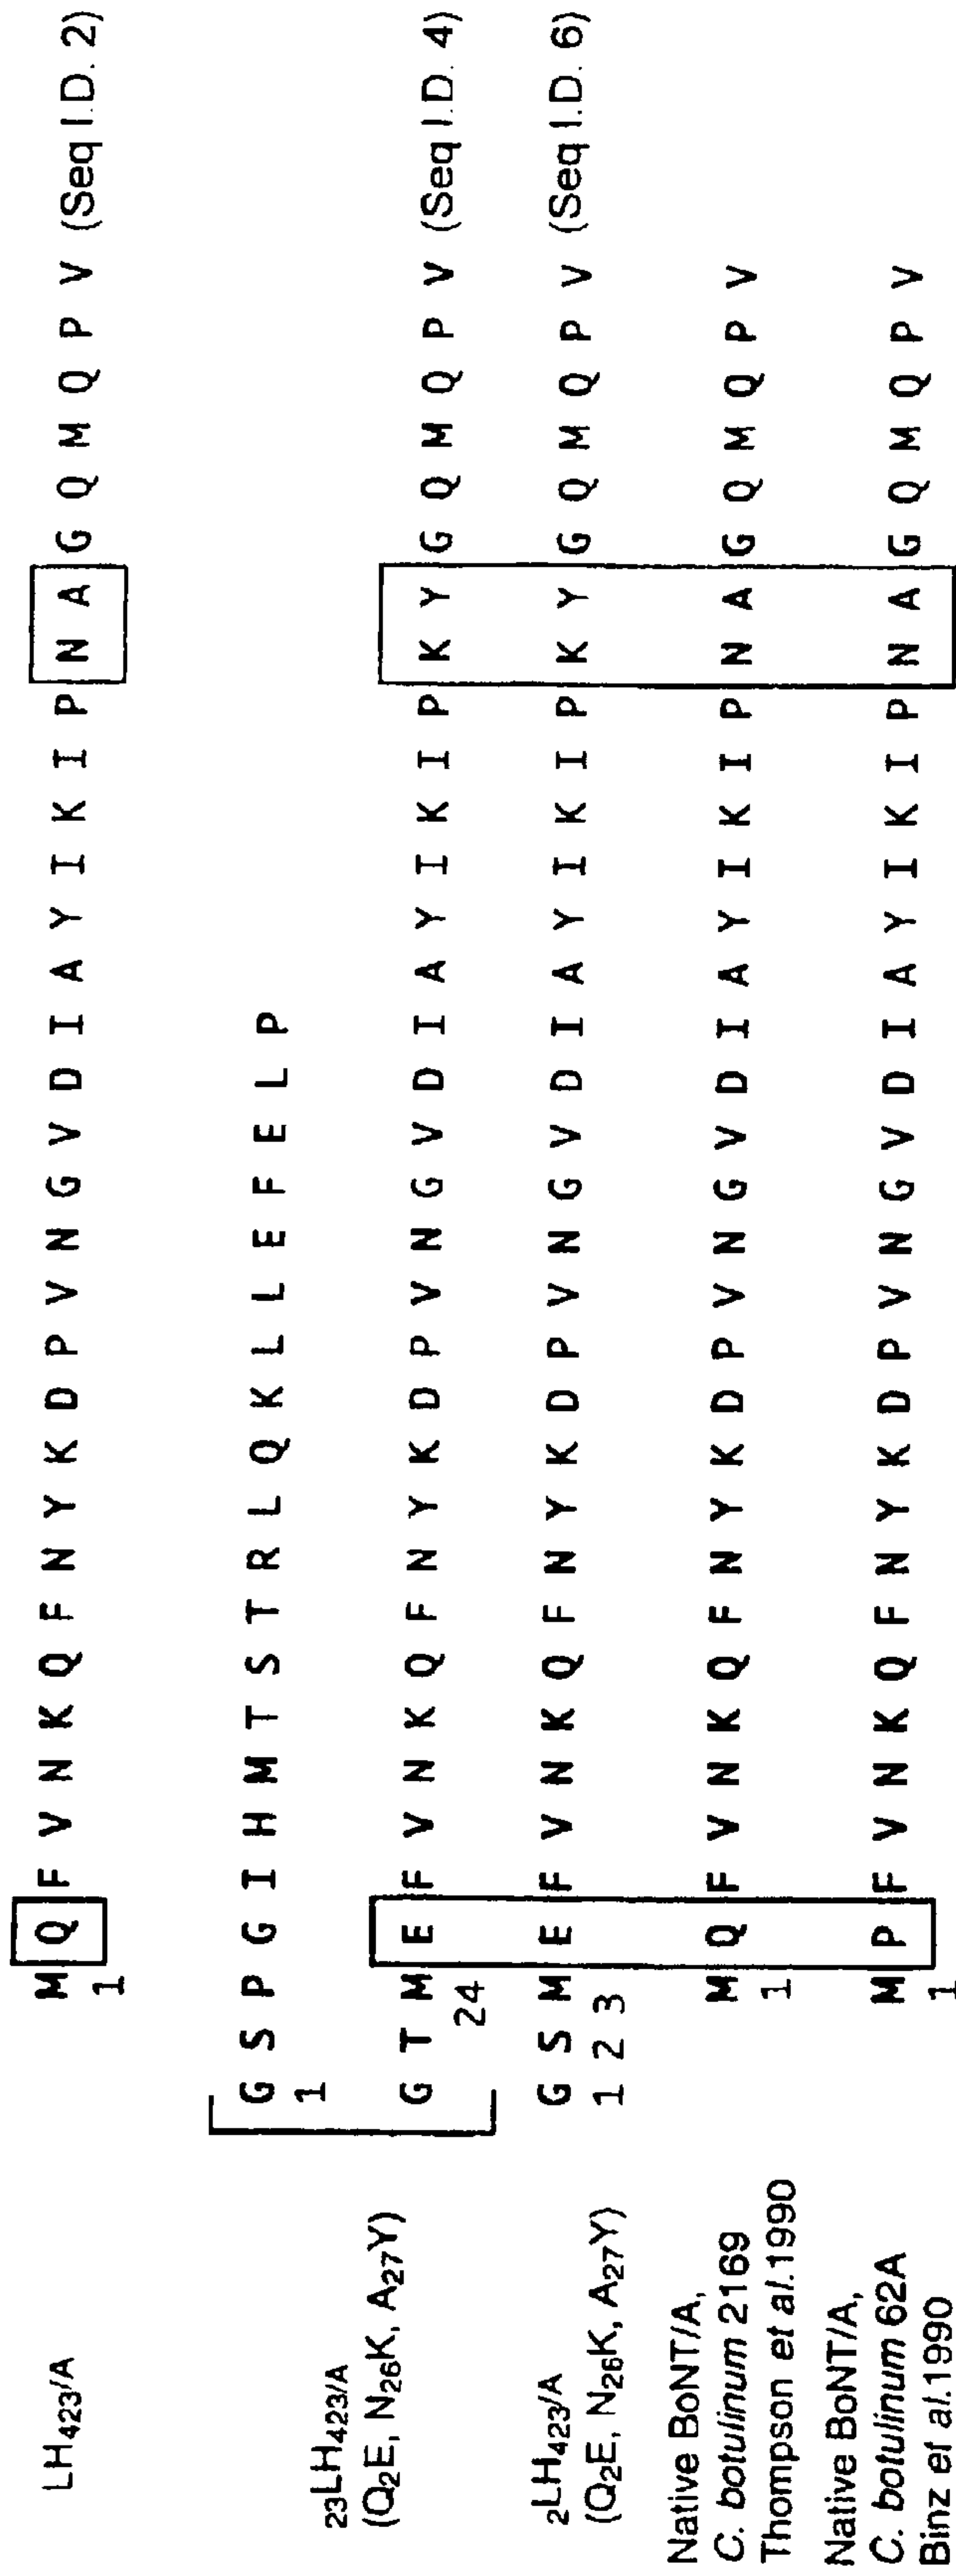 LH423/A M Q F V N K Q F N Y K D P V N G V D I A Y I K I P N A G Q M Q P V (Seq I.D. 2)
1
G S P G I H M T S T R L Q K L L E F E L P
1
23LH423/A
(Q2E, N26K, A27Y)
G T M E F V N K Q F N Y K D P V N G V D I A Y I K I P K Y G Q M Q P V (Seq I.D. 4)
24
2LH423/A
(Q2E, N26K, A27Y)
G S M E F V N K Q F N Y K D P V N G V D I A Y I K I P K Y G Q M Q P V (Seq I.D. 6)
1 2 3
Native BoNT/A,
C. botulinum 2169
Thompson et al.1990
M Q F V N K Q F N Y K D P V N G V D I A Y I K I P N A G Q M Q P V
1
Native BoNT/A,
C. botulinum 62A
Binz et al.1990
M P F V N K Q F N Y K D P V N G V D I A Y I K I P N A G Q M Q P V
1